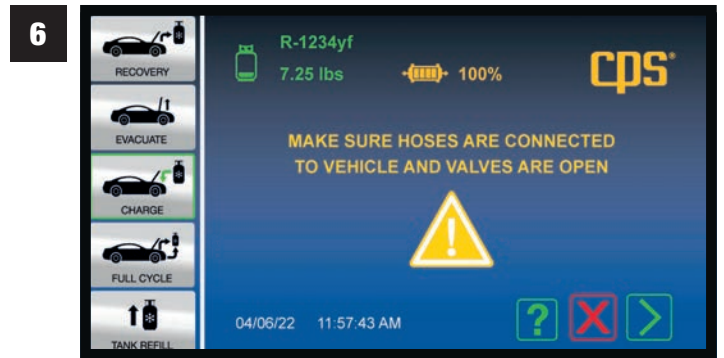 6
RECOVERY
EVACUATE
CHARGE
FULL CYCLE
TANK REFILL
R-1234yf
7.25 lbs
100%
CPS®
MAKE SURE HOSES ARE CONNECTED
TO VEHICLE AND VALVES ARE OPEN
04/06/22 11:57:43 AM
?